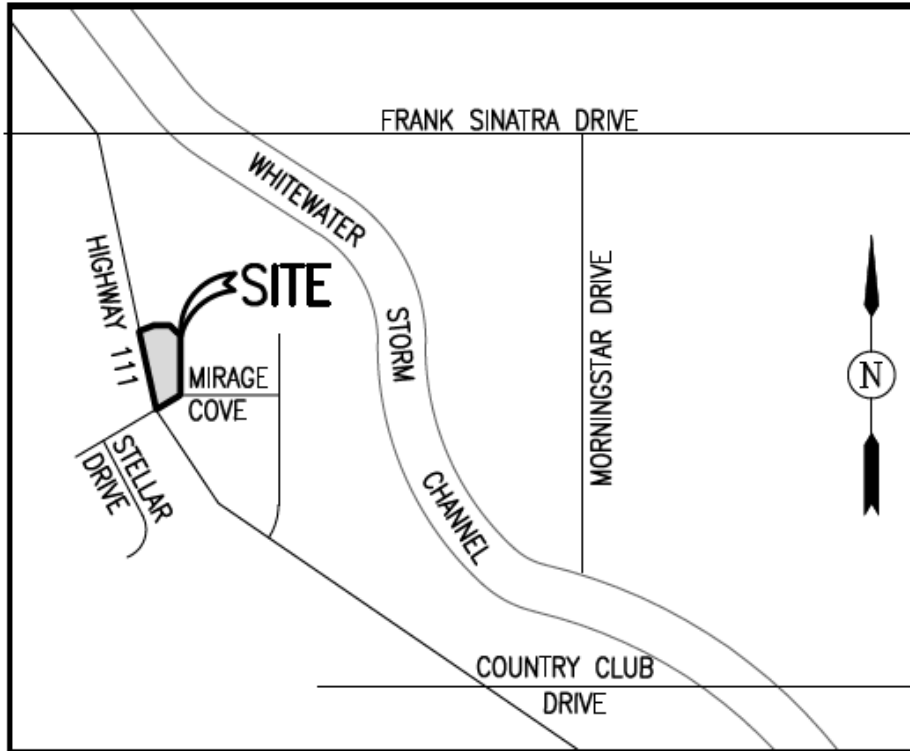 FRANK SINATRA DRIVE
WHITEWATER
STORM
CHANNEL
HIGHWAY 111
SITE
MORNINGSTAR DRIVE
MIRAGE
COVE
STELLAR
DRIVE
N
COUNTRY CLUB
DRIVE